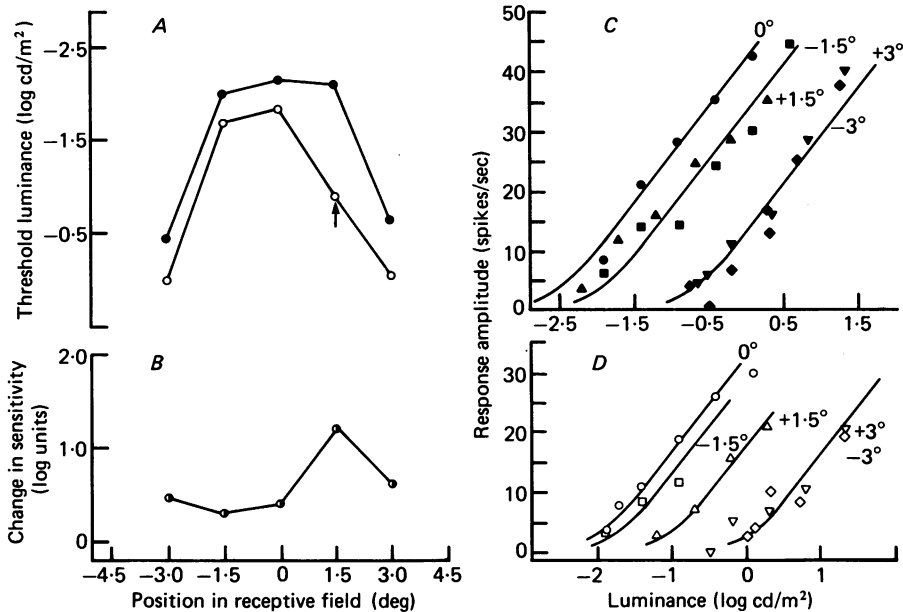 A
Threshold luminance (log cd/m²)
−2·5
−1·5
−0·5
B
Change in sensitivity
(log units)
2·0
1·0
0
−4·5 −3·0 −1·5 0 1·5 3·0 4·5
Position in receptive field (deg)
C
Response amplitude (spikes/sec)
50
40
30
20
10
0
0°
−1·5°
+3°
+1·5°
−3°
−2·5 −1·5 −0·5 0·5 1·5
D
30
20
10
0
0°
−1·5°
+1·5°
+3°
−3°
−2 −1 0 1
Luminance (log cd/m²)